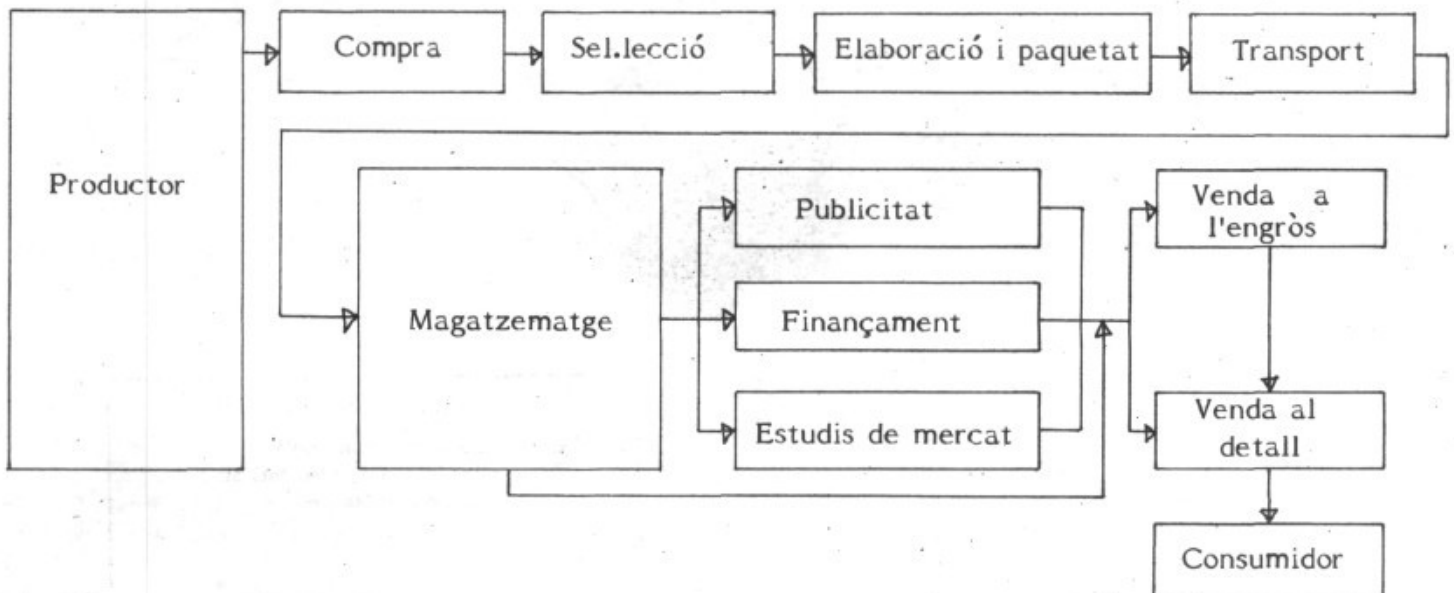 Productor
Compra
Sel.lecció
Elaboració i paquetat
Transport
Magatzematge
Publicitat
Finançament
Estudis de mercat
Venda a
l'engròs
Venda al
detall
Consumidor